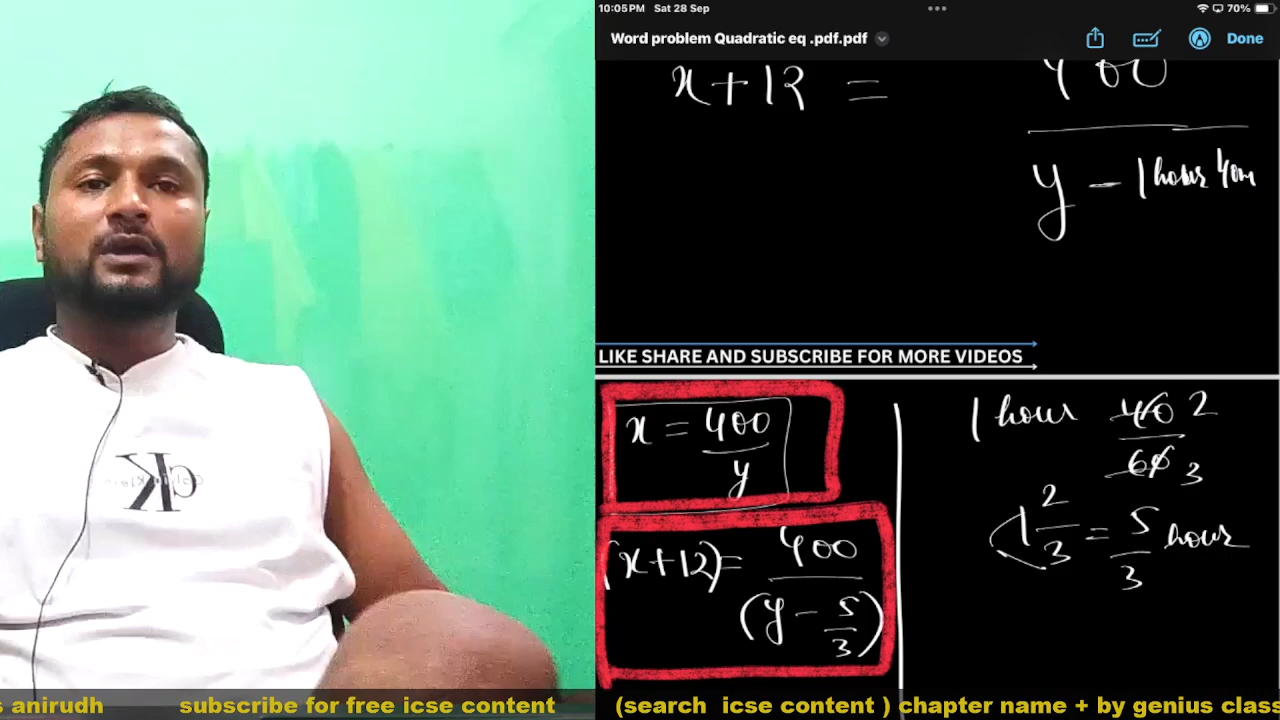 10:05 PM Sat 28 Sep
70%
Word problem Quadratic eq .pdf.pdf
Done
x + 12 = 400
y - 1 hour 40m
LIKE SHARE AND SUBSCRIBE FOR MORE VIDEOS
x = 400
y
(x+12) = 400
(y - 5/3)
1 hour 40 2
60 3
1 2/3 = 5/3 hour
CK
s anirudh subscribe for free icse content (search icse content ) chapter name + by genius class